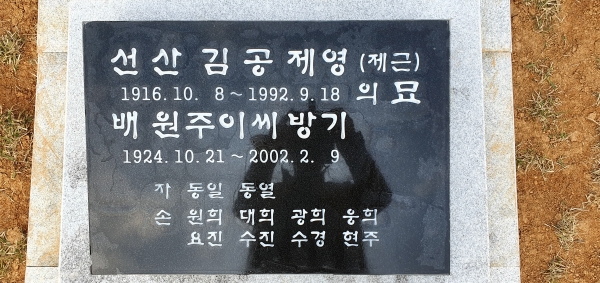 선산 김공 제영 (제근)
1916. 10. 8 ~ 1992. 9. 18 의 묘
배 원주이씨 방기
1924. 10. 21 ~ 2002. 2. 9
자 동일 동열
손 원희 대희 광희 웅희
요진 수진 수경 현주